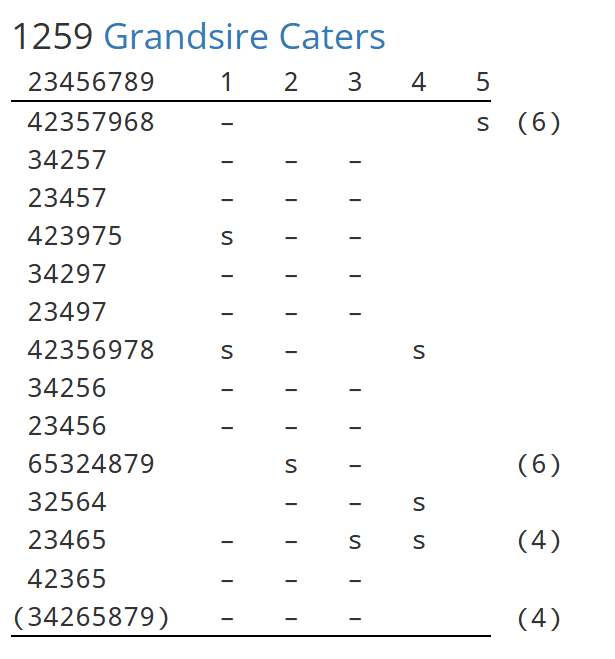 1259 Grandsire Caters
23456789 1 2 3 4 5
42357968 – s (6)
34257 – – –
23457 – – –
423975 s – –
34297 – – –
23497 – – –
42356978 s – s
34256 – – –
23456 – – –
65324879 s – (6)
32564 – – s
23465 – – s s (4)
42365 – – –
(34265879) – – – (4)